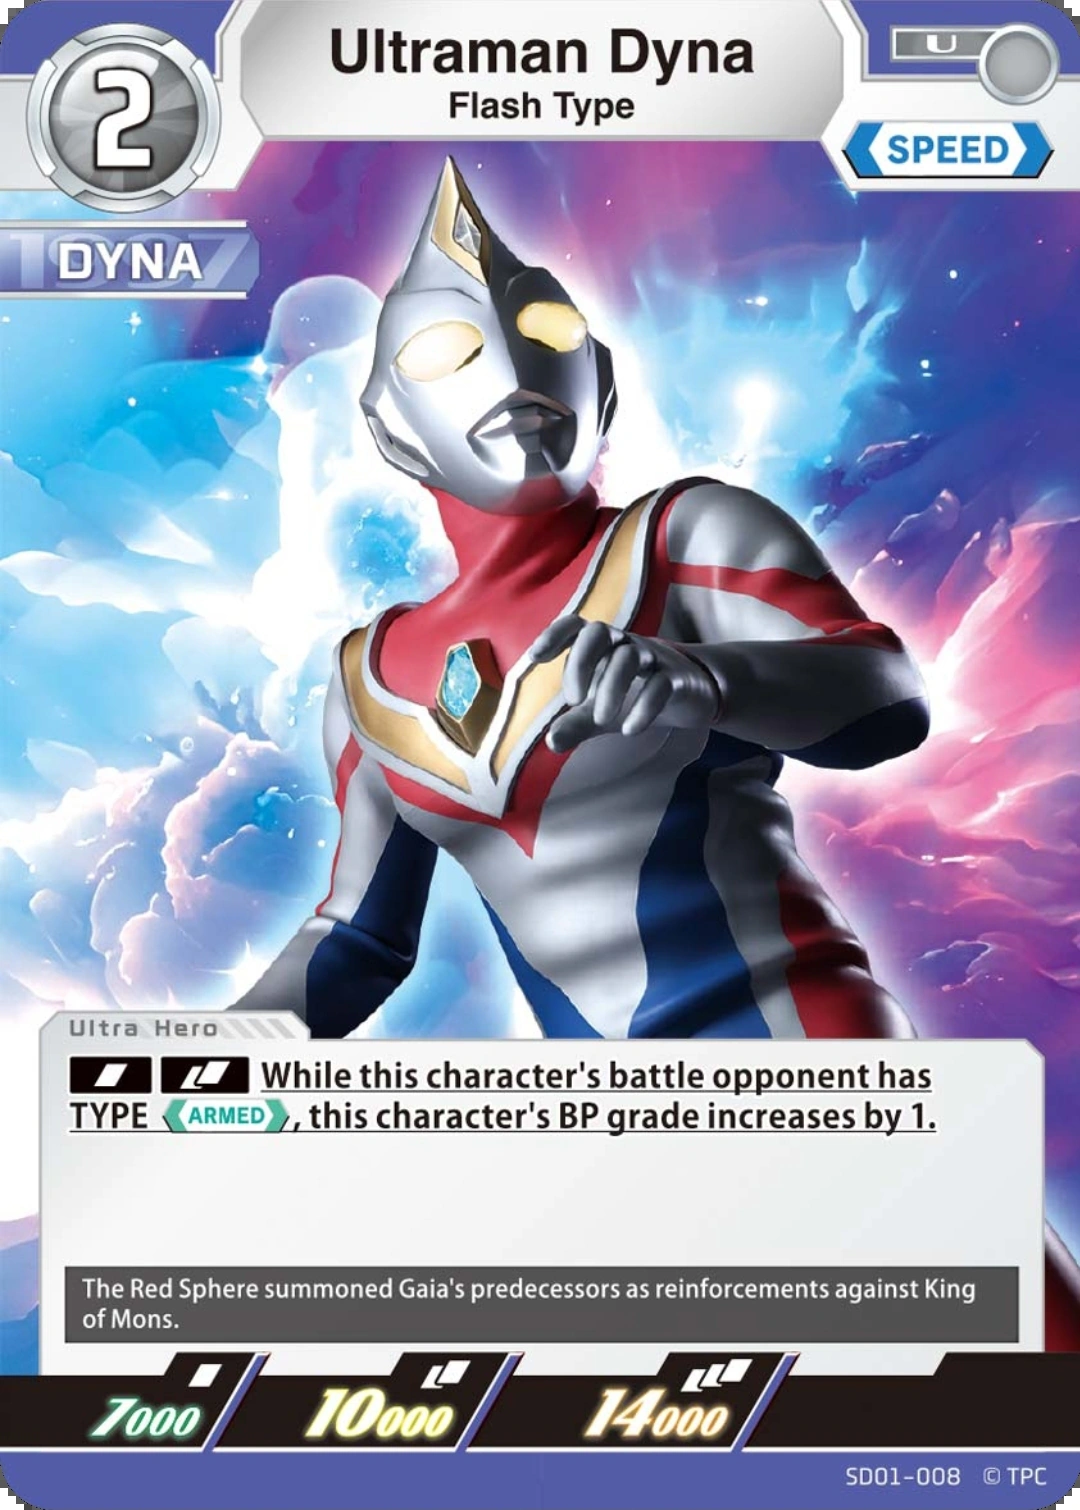 2
Ultraman Dyna
Flash Type
U
SPEED
1997
DYNA
Ultra Hero
While this character's battle opponent has
TYPE ARMED, this character's BP grade increases by 1.
The Red Sphere summoned Gaia's predecessors as reinforcements against King
of Mons.
7000
10000
14000
SD01-008 © TPC